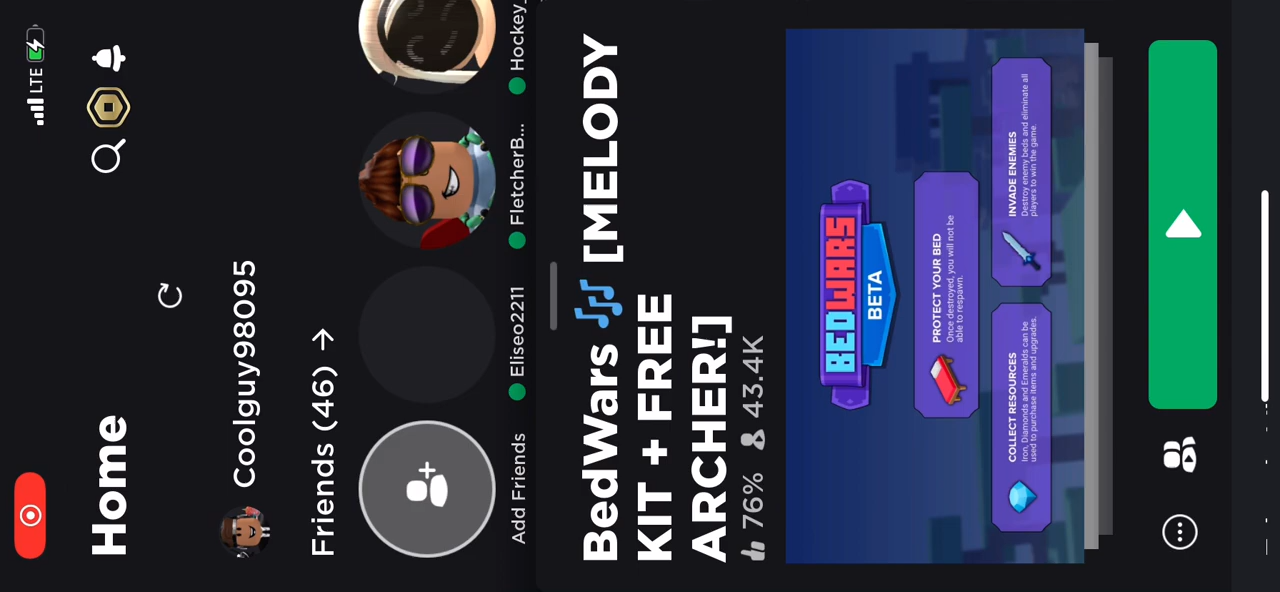 LTE
Home
Coolguy98095
Friends (46) →
Add Friends
Eliseo2211
FletcherB...
Hockey_
BedWars 🎶 [MELODY
KIT + FREE
ARCHER!]
76% 43.4K
BEDWARS
BETA
PROTECT YOUR BED
Once destroyed, you will not be
able to respawn.
COLLECT RESOURCES
Iron, Diamonds and Emeralds can be
used to purchase items and upgrades.
INVADE ENEMIES
Destroy enemy beds and eliminate all
players to win the game.